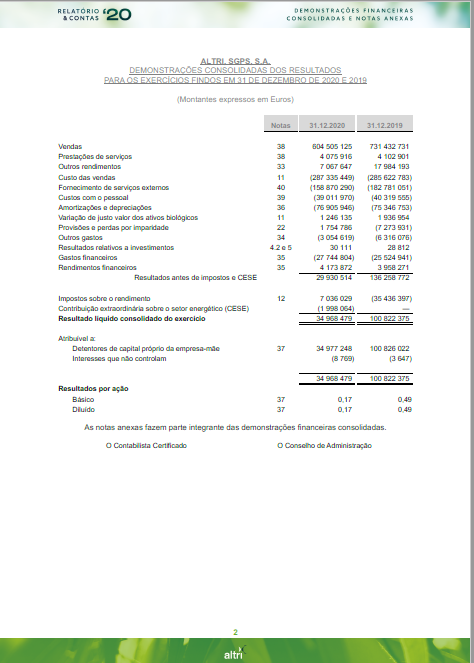 RELATÓRIO & CONTAS '20
DEMONSTRAÇÕES FINANCEIRAS CONSOLIDADAS E NOTAS ANEXAS
ALTRI, SGPS, S.A.
DEMONSTRAÇÕES CONSOLIDADAS DOS RESULTADOS
PARA OS EXERCÍCIOS FINDOS EM 31 DE DEZEMBRO DE 2020 E 2019
(Montantes expressos em Euros)
Notas 31.12.2020 31.12.2019
Vendas 38 604 505 125 731 432 731
Prestações de serviços 38 4 075 916 4 102 901
Outros rendimentos 33 7 067 647 17 984 193
Custo das vendas 11 (287 335 449) (285 622 783)
Fornecimento de serviços externos 40 (158 870 290) (182 781 051)
Custos com o pessoal 39 (39 011 970) (40 319 555)
Amortizações e depreciações 36 (76 905 946) (75 346 753)
Variação de justo valor dos ativos biológicos 11 1 246 135 1 936 954
Provisões e perdas por imparidade 22 1 754 786 (7 273 931)
Outros gastos 34 (3 054 619) (6 316 076)
Resultados relativos a investimentos 4.2 e 5 30 111 28 812
Gastos financeiros 35 (27 744 804) (25 524 941)
Rendimentos financeiros 35 4 173 872 3 958 271
Resultados antes de impostos e CESE 29 930 514 136 258 772
Impostos sobre o rendimento 12 7 036 029 (35 436 397)
Contribuição extraordinária sobre o setor energético (CESE) (1 998 064) —
Resultado líquido consolidado do exercício 34 968 479 100 822 375
Atribuível a:
Detentores de capital próprio da empresa-mãe 37 34 977 248 100 826 022
Interesses que não controlam (8 769) (3 647)
34 968 479 100 822 375
Resultados por ação
Básico 37 0,17 0,49
Diluído 37 0,17 0,49
As notas anexas fazem parte integrante das demonstrações financeiras consolidadas.
O Contabilista Certificado O Conselho de Administração
2
altri